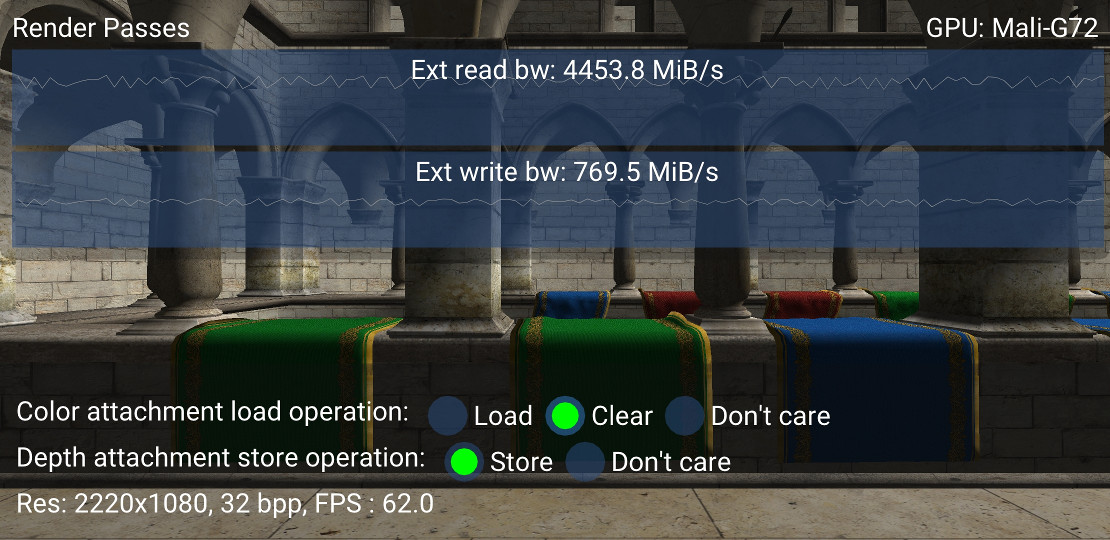 Render Passes
GPU: Mali-G72
Ext read bw: 4453.8 MiB/s
Ext write bw: 769.5 MiB/s
Color attachment load operation: Load Clear Don't care
Depth attachment store operation: Store Don't care
Res: 2220x1080, 32 bpp, FPS : 62.0